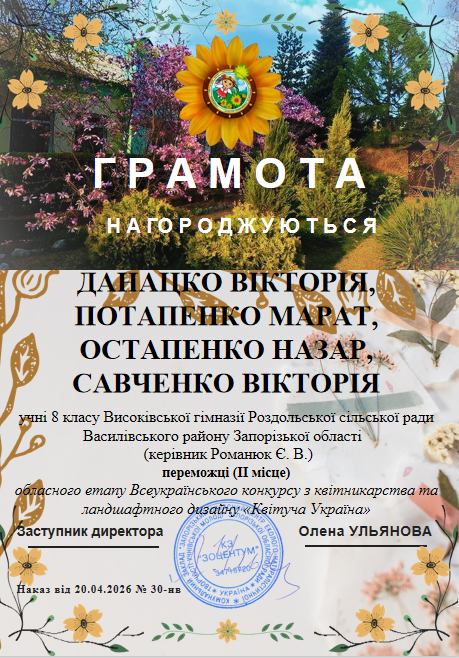 ГРАМОТА
НАГОРОДЖУЮТЬСЯ
ДАНАЦКО ВІКТОРІЯ,
ПОТАПЕНКО МАРАТ,
ОСТАПЕНКО НАЗАР,
САВЧЕНКО ВІКТОРІЯ
учні 8 класу Високівської гімназії Роздольської сільської ради
Василівського району Запорізької області
(керівник Романюк Є. В.)
переможці (ІІ місце)
обласного етапу Всеукраїнського конкурсу з квітникарства та
ландшафтного дизайну «Квітуча Україна»
Заступник директора
Олена УЛЬЯНОВА
КЗ
"ЗОЦЕНТУМ"
УКРАЇНА
Наказ від 20.04.2026 № 30-нв